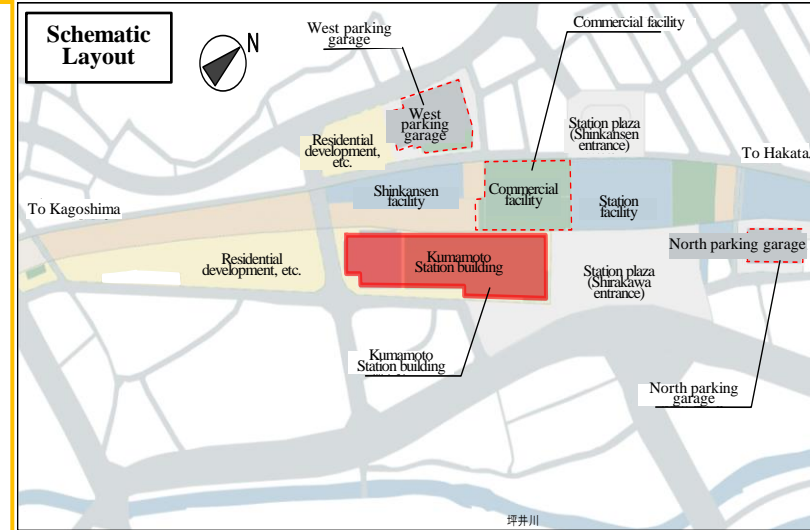 Schematic
Layout
N
West parking
garage
Commercial facility
West
parking
garage
Station plaza
(Shinkansen
entrance)
Residential
development,
etc.
To Hakata
Shinkansen
facility
Commercial
facility
Station
facility
To Kagoshima
North parking garage
Residential
development, etc.
Kumamoto
Station building
Station plaza
(Shirakawa
entrance)
Kumamoto
Station building
North parking
garage
坪井川